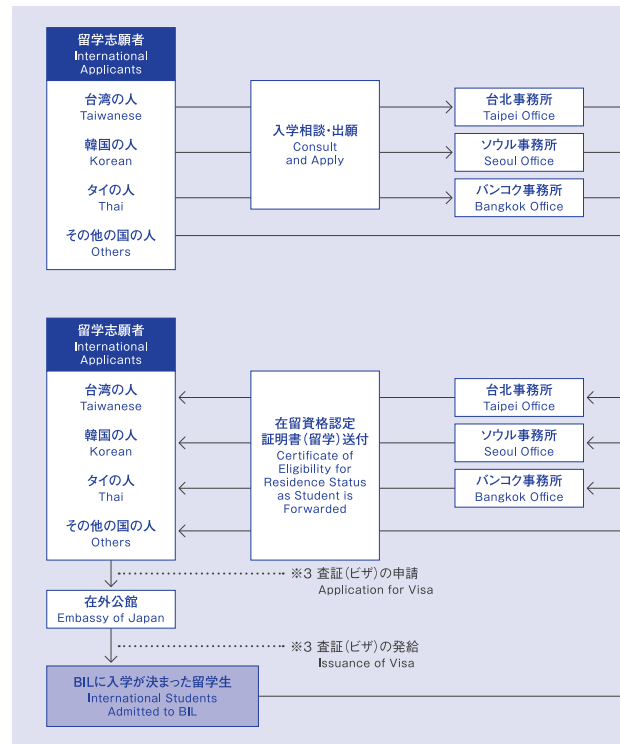 留学志願者
International
Applicants
台湾の人
Taiwanese
韓国の人
Korean
タイの人
Thai
その他の国の人
Others
入学相談・出願
Consult
and Apply
台北事務所
Taipei Office
ソウル事務所
Seoul Office
バンコク事務所
Bangkok Office
留学志願者
International
Applicants
台湾の人
Taiwanese
韓国の人
Korean
タイの人
Thai
その他の国の人
Others
在留資格認定
証明書(留学)送付
Certificate of
Eligibility for
Residence Status
as Student is
Forwarded
台北事務所
Taipei Office
ソウル事務所
Seoul Office
バンコク事務所
Bangkok Office
※3 査証(ビザ)の申請
Application for Visa
在外公館
Embassy of Japan
※3 査証(ビザ)の発給
Issuance of Visa
BILに入学が決まった留学生
International Students
Admitted to BIL